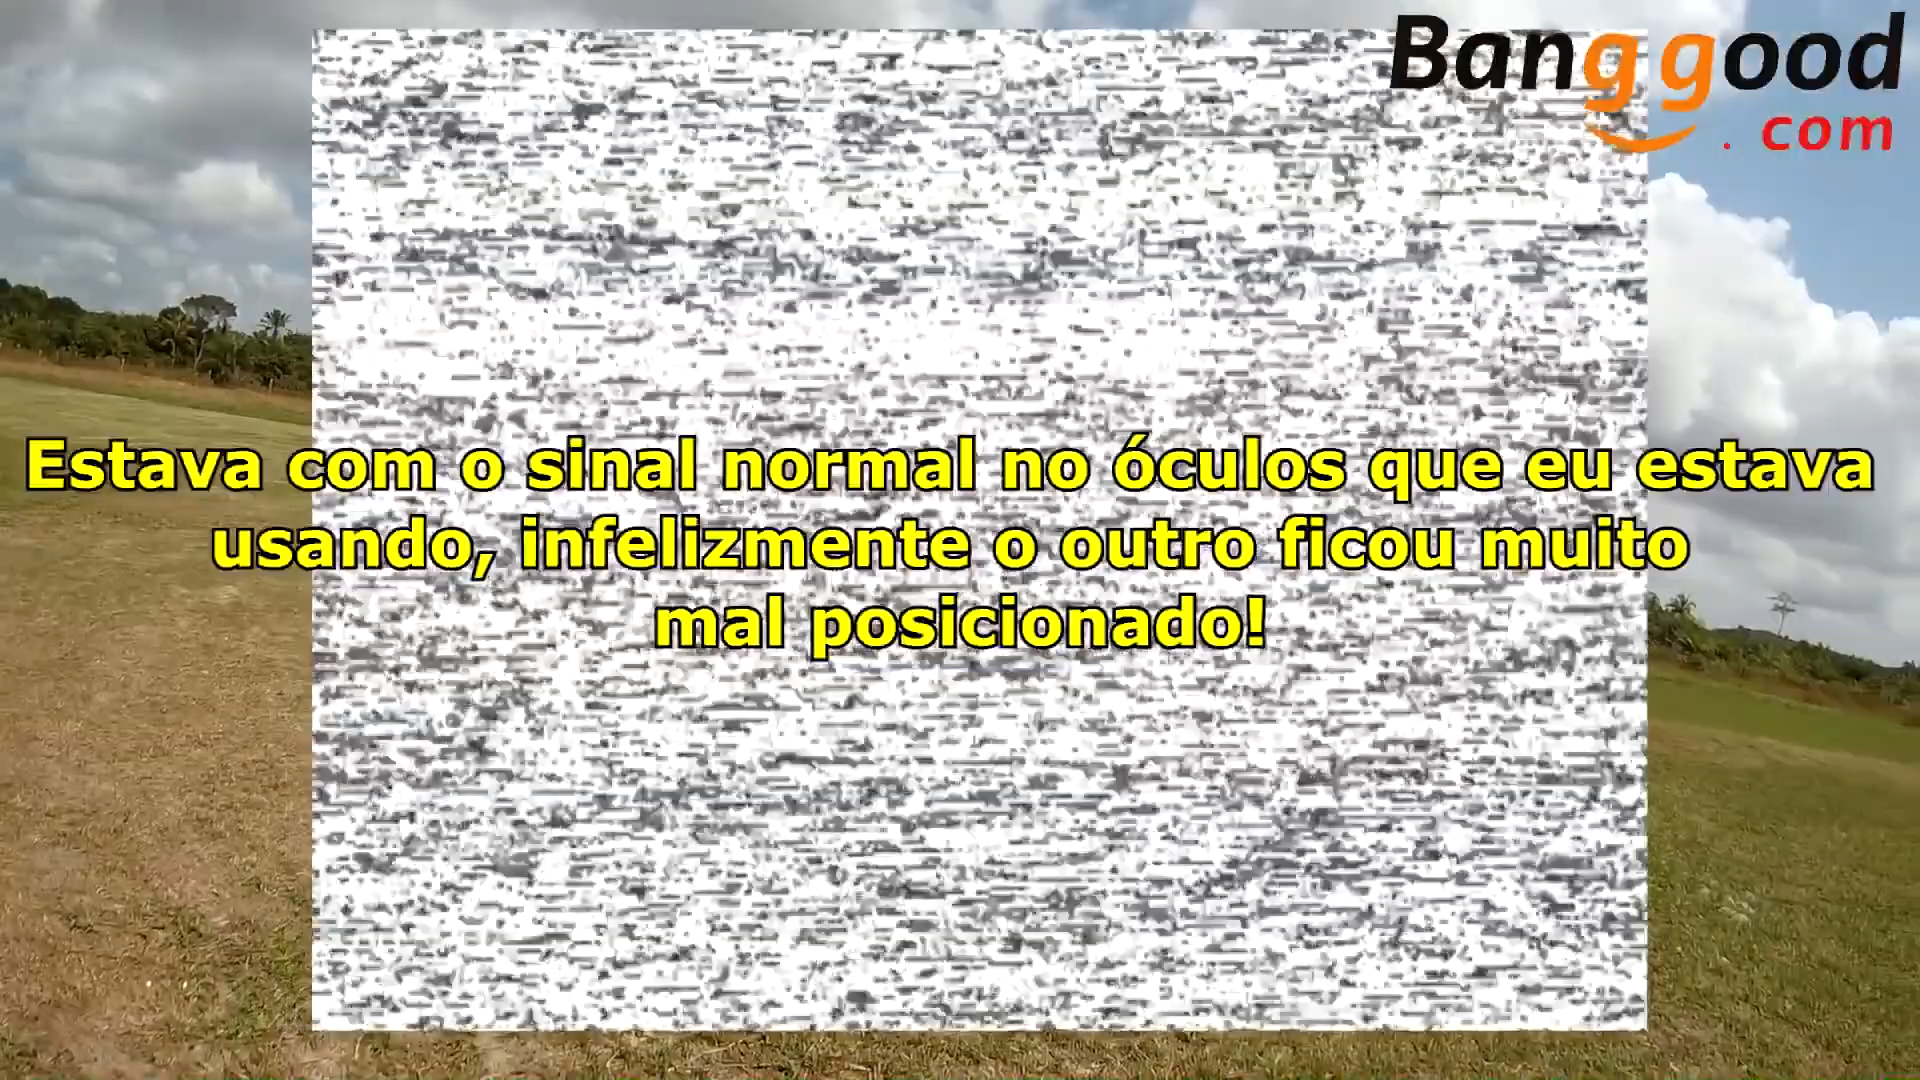 Banggood
.com
Estava com o sinal normal no óculos que eu estava
usando, infelizmente o outro ficou muito
mal posicionado!